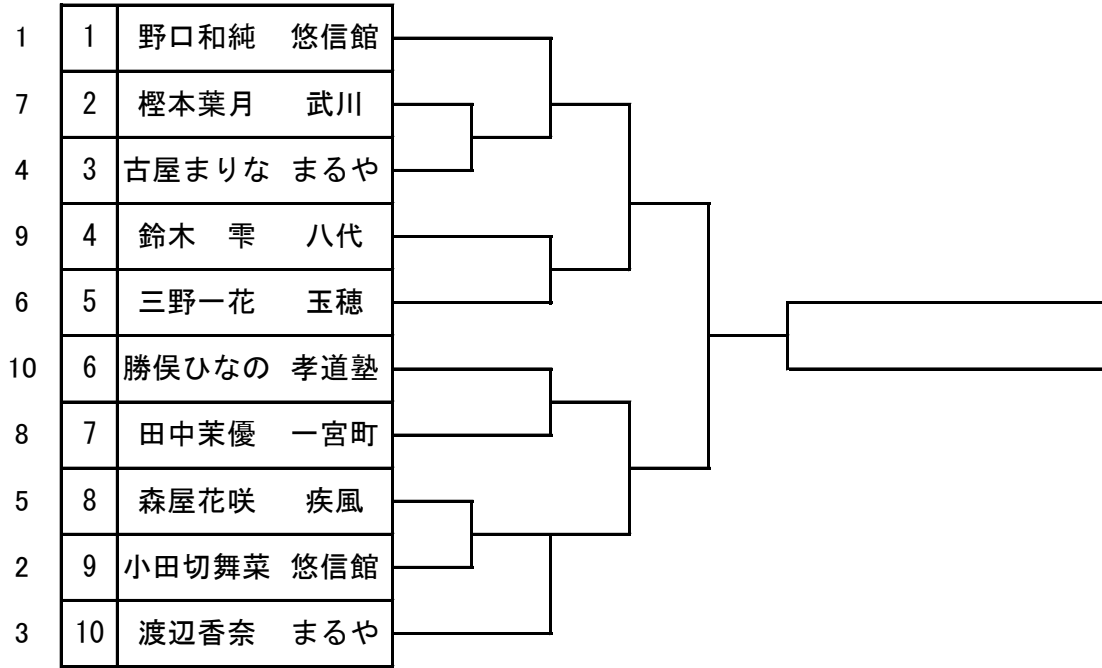 1 1 野口和純 悠信館
7 2 樫本葉月 武川
4 3 古屋まりな まるや
9 4 鈴木 雫 八代
6 5 三野一花 玉穂
10 6 勝俣ひなの 孝道塾
8 7 田中茉優 一宮町
5 8 森屋花咲 疾風
2 9 小田切舞菜 悠信館
3 10 渡辺香奈 まるや